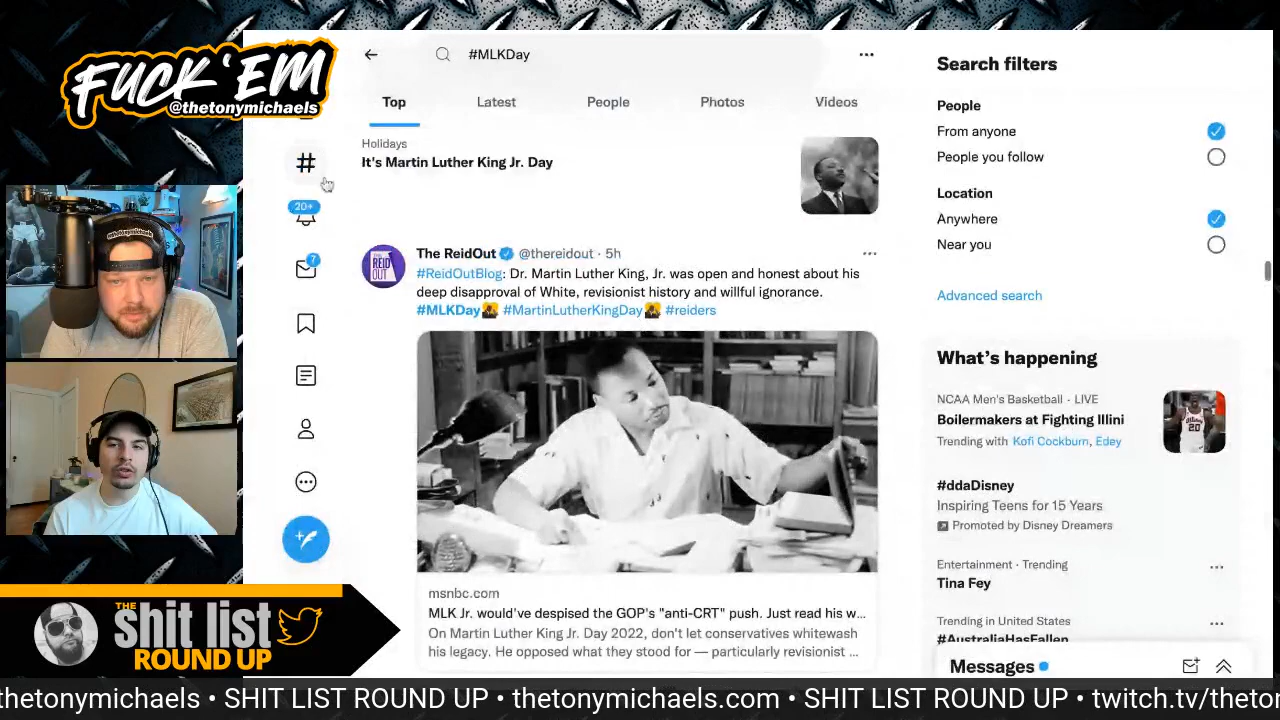 FUCK 'EM
@thetonymichaels
#MLKDay
Top
Latest
People
Photos
Videos
Holidays
It's Martin Luther King Jr. Day
20+
7
The ReidOut @thereidout · 5h
#ReidOutBlog: Dr. Martin Luther King, Jr. was open and honest about his
deep disapproval of White, revisionist history and willful ignorance.
#MLKDay #MartinLutherKingDay #reiders
msnbc.com
MLK Jr. would've despised the GOP's "anti-CRT" push. Just read his w...
On Martin Luther King Jr. Day 2022, don't let conservatives whitewash
his legacy. He opposed what they stood for — particularly revisionist ...
Search filters
People
From anyone
People you follow
Location
Anywhere
Near you
Advanced search
What's happening
NCAA Men's Basketball · LIVE
Boilermakers at Fighting Illini
Trending with Kofi Cockburn, Edey
#ddaDisney
Inspiring Teens for 15 Years
Promoted by Disney Dreamers
Entertainment · Trending
Tina Fey
Trending in United States
#AustraliaHasFallen
Messages
THE
shit list
ROUND UP
thetonymichaels • SHIT LIST ROUND UP • thetonymichaels.com • SHIT LIST ROUND UP • twitch.tv/theto